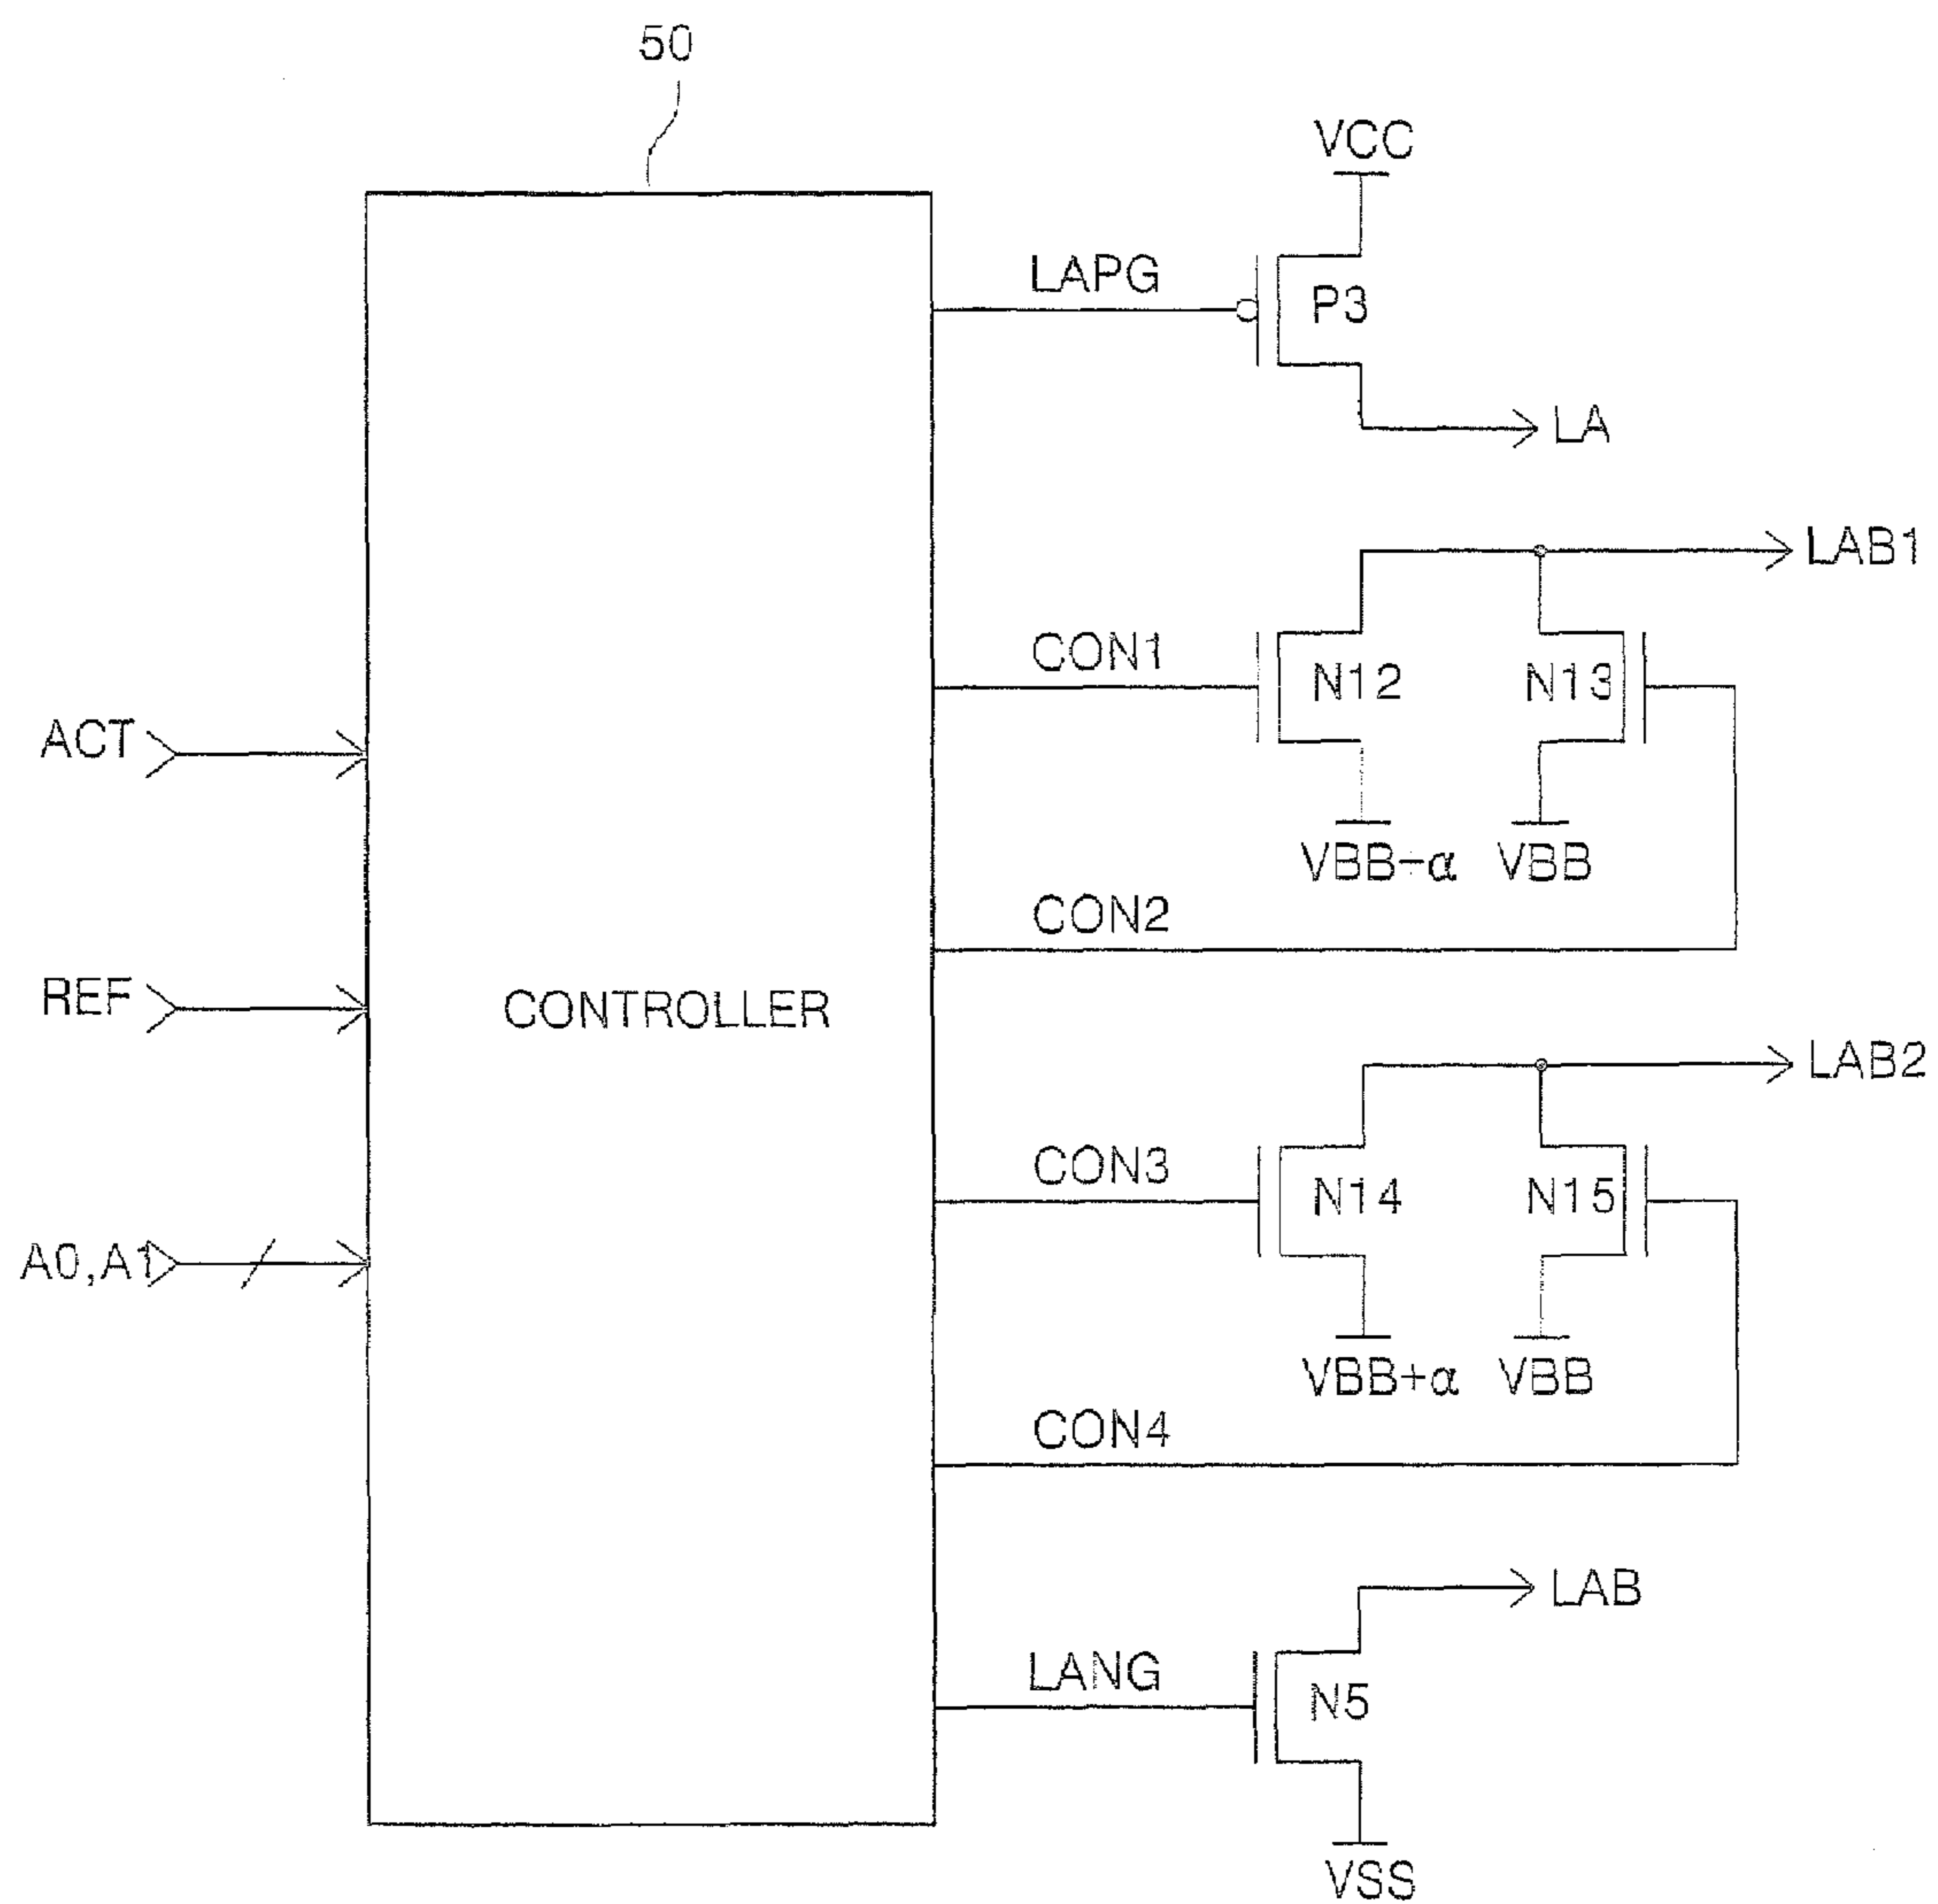 50
VCC
LAPG
P3
LA
LAB1
CON1
N12
N13
ACT
VBB-α
VBB
CON2
REF
CONTROLLER
LAB2
CON3
N14
N15
A0,A1
VBB+α
VBB
CON4
LAB
LANG
N5
VSS